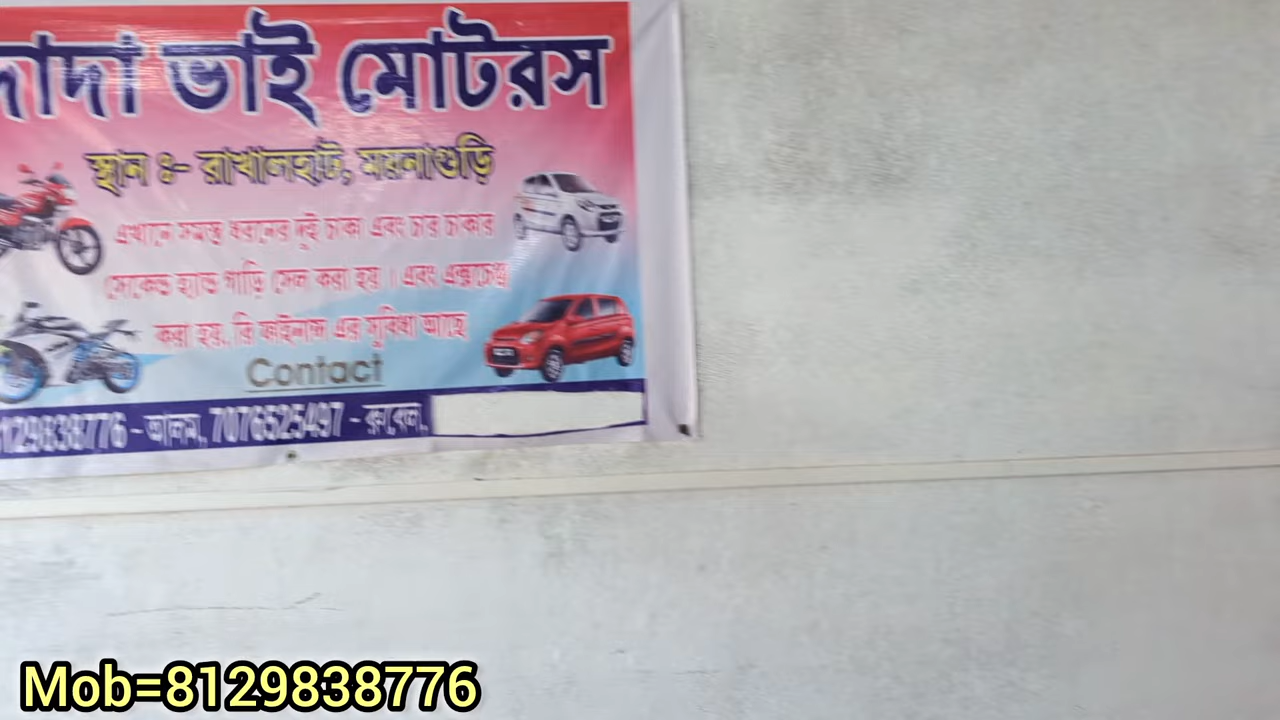 দাদা ভাই মোটরস
স্থান ঃ- রাখালহাট, ময়নাগুড়ি
এখানে সমস্ত ধরনের দুই চাকা এবং চার চাকার
সেকেন্ড হ্যান্ড গাড়ি সেল করা হয় । এবং এক্সচেঞ্জ
করা হয়, রি ফাইনান্স এর সুবিধা আছে
Contact
8129838776 - আলম, 7076525497 - রুবেল,
Mob=8129838776